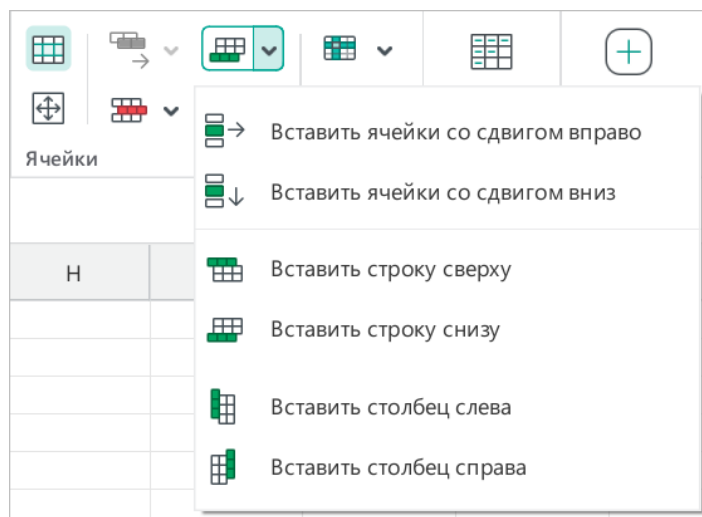 Ячейки
Вставить ячейки со сдвигом вправо
Вставить ячейки со сдвигом вниз
Вставить строку сверху
Вставить строку снизу
Вставить столбец слева
Вставить столбец справа
H